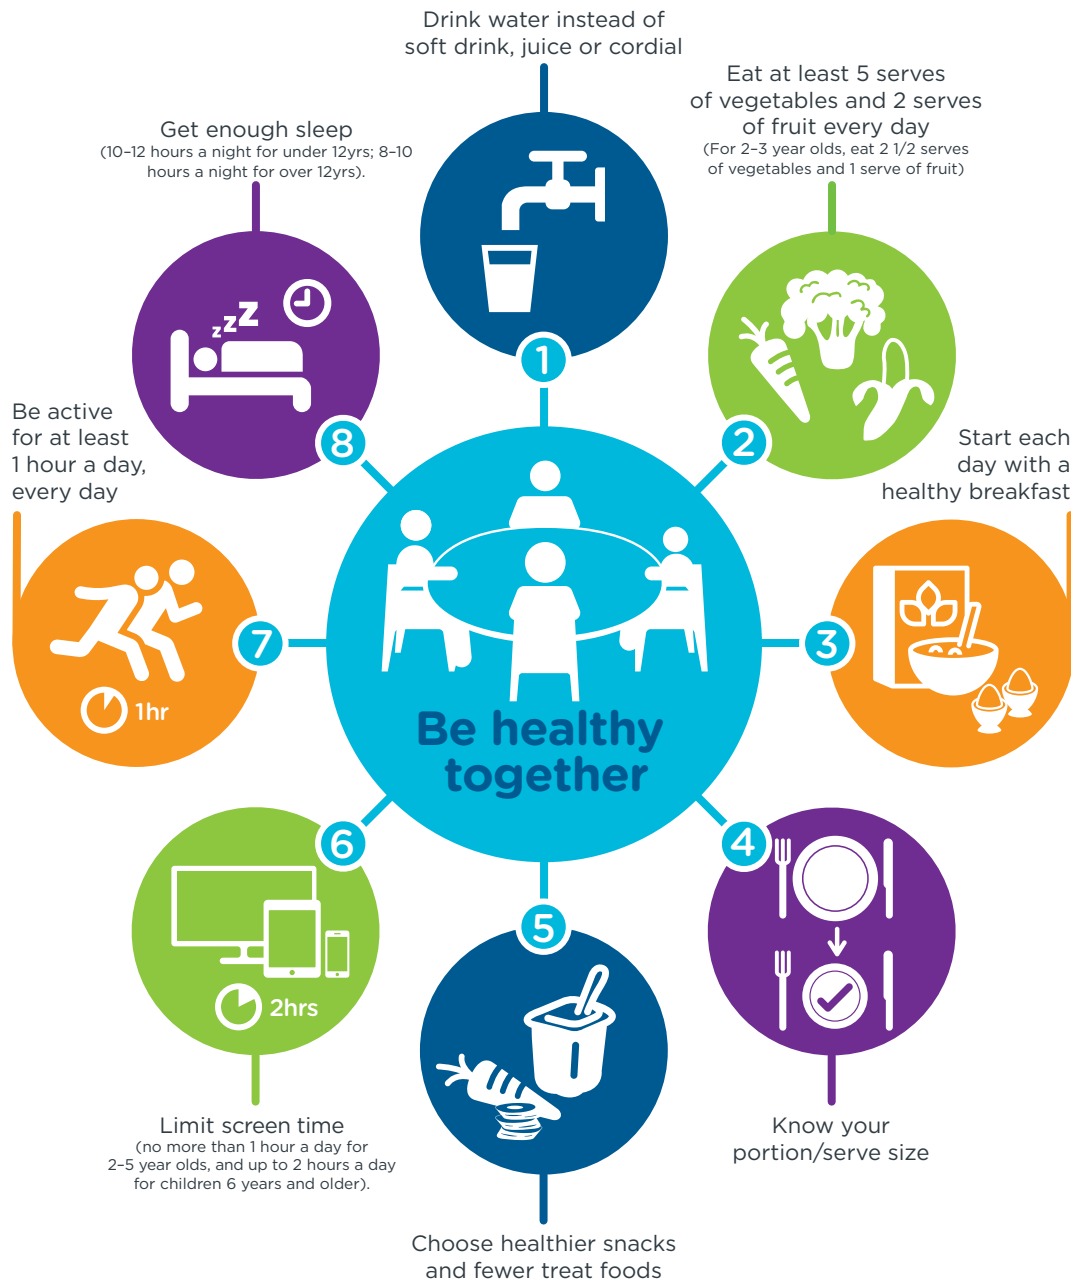 Drink water instead of
soft drink, juice or cordial
1
Eat at least 5 serves
of vegetables and 2 serves
of fruit every day
(For 2–3 year olds, eat 2 1/2 serves
of vegetables and 1 serve of fruit)
2
Start each
day with a
healthy breakfast
3
4
Know your
portion/serve size
5
Choose healthier snacks
and fewer treat foods
6
2hrs
Limit screen time
(no more than 1 hour a day for
2–5 year olds, and up to 2 hours a day
for children 6 years and older).
Be active
for at least
1 hour a day,
every day
7
1hr
Get enough sleep
(10–12 hours a night for under 12yrs; 8–10
hours a night for over 12yrs).
zzz
8
Be healthy
together